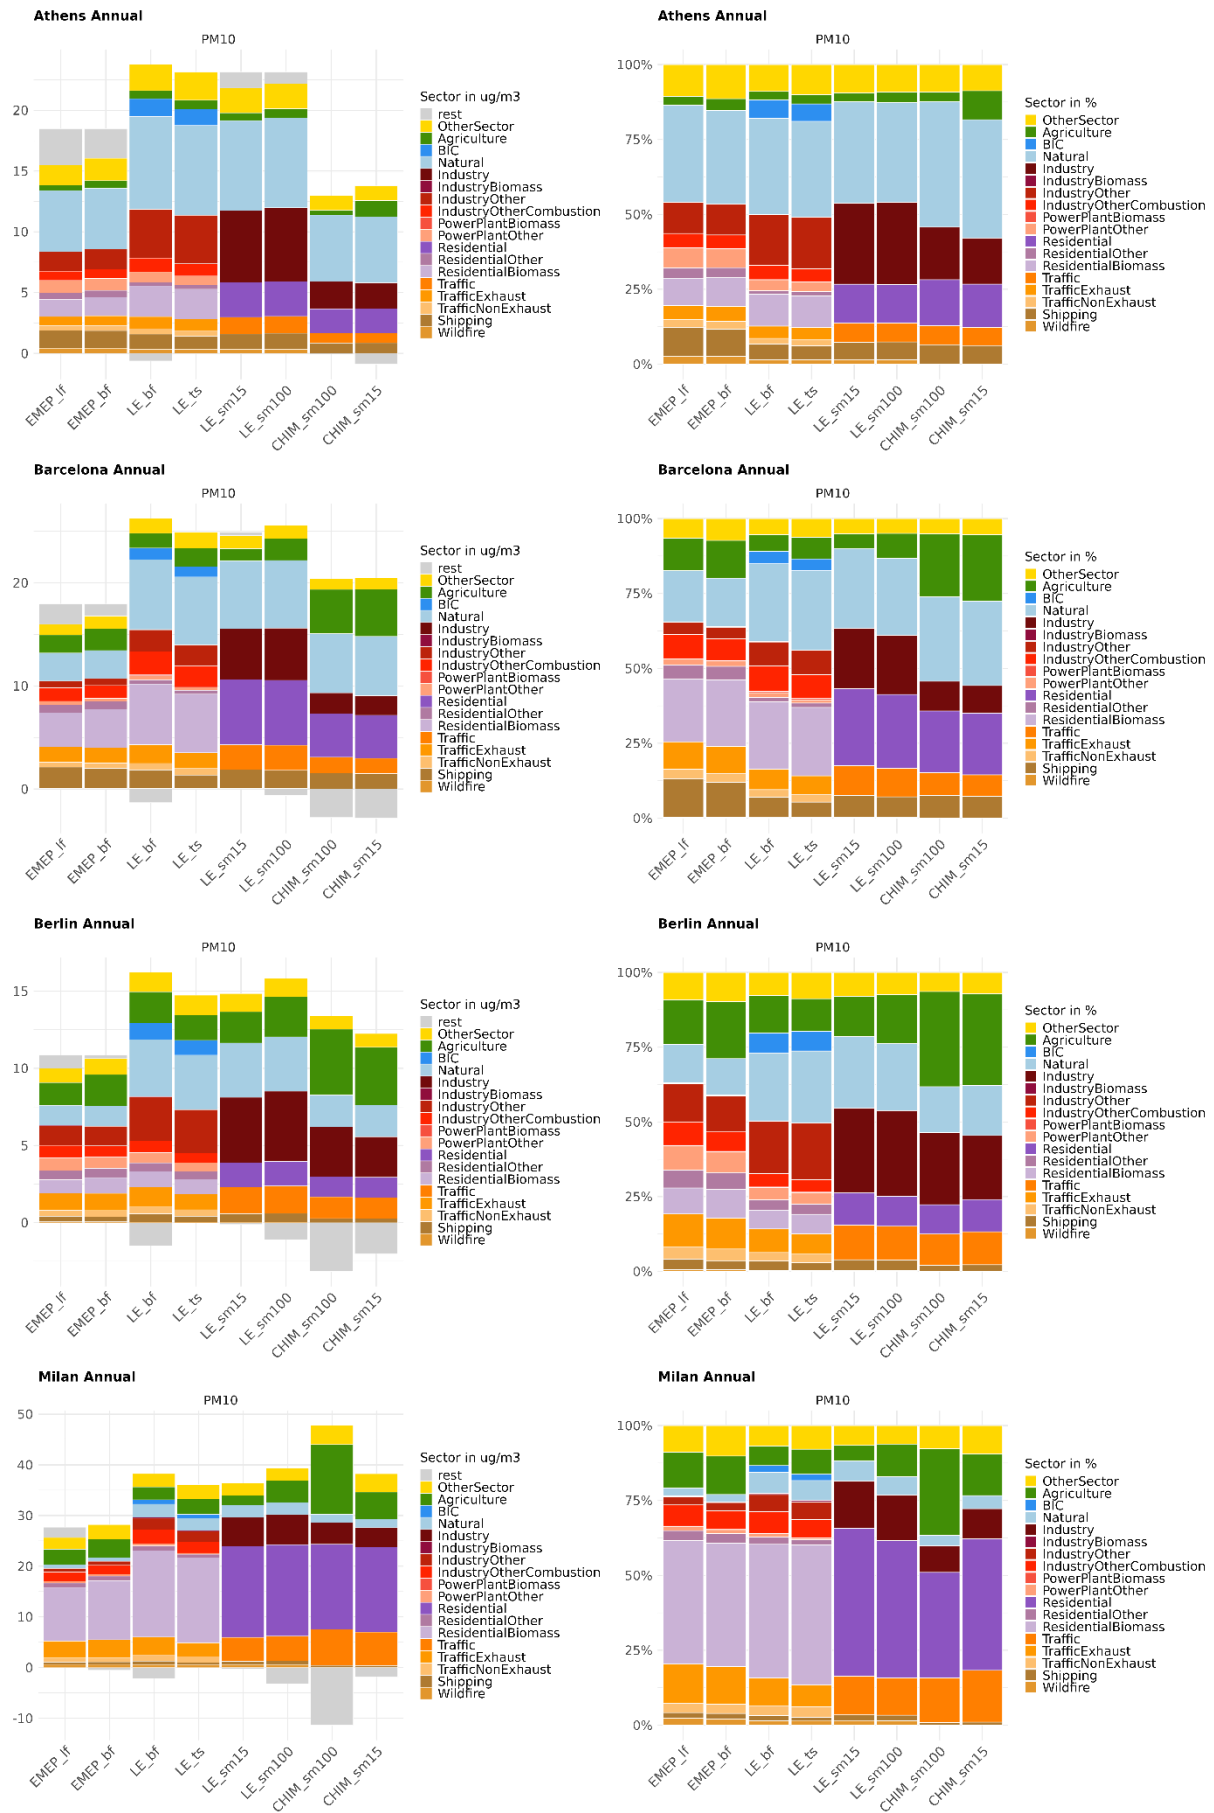 Athens Annual
PM10
20
15
10
5
0
EMEP_lf
EMEP_bf
LE_bf
LE_ts
LE_sm15
LE_sm100
CHIM_sm100
CHIM_sm15
Sector in ug/m3
rest
OtherSector
Agriculture
BIC
Natural
Industry
IndustryBiomass
IndustryOther
IndustryOtherCombustion
PowerPlantBiomass
PowerPlantOther
Residential
ResidentialOther
ResidentialBiomass
Traffic
TrafficExhaust
TrafficNonExhaust
Shipping
Wildfire
Athens Annual
PM10
100%
75%
50%
25%
0%
EMEP_lf
EMEP_bf
LE_bf
LE_ts
LE_sm15
LE_sm100
CHIM_sm100
CHIM_sm15
Sector in %
OtherSector
Agriculture
BIC
Natural
Industry
IndustryBiomass
IndustryOther
IndustryOtherCombustion
PowerPlantBiomass
PowerPlantOther
Residential
ResidentialOther
ResidentialBiomass
Traffic
TrafficExhaust
TrafficNonExhaust
Shipping
Wildfire
Barcelona Annual
PM10
20
10
0
EMEP_lf
EMEP_bf
LE_bf
LE_ts
LE_sm15
LE_sm100
CHIM_sm100
CHIM_sm15
Sector in ug/m3
rest
OtherSector
Agriculture
BIC
Natural
Industry
IndustryBiomass
IndustryOther
IndustryOtherCombustion
PowerPlantBiomass
PowerPlantOther
Residential
ResidentialOther
ResidentialBiomass
Traffic
TrafficExhaust
TrafficNonExhaust
Shipping
Wildfire
Barcelona Annual
PM10
100%
75%
50%
25%
0%
EMEP_lf
EMEP_bf
LE_bf
LE_ts
LE_sm15
LE_sm100
CHIM_sm100
CHIM_sm15
Sector in %
OtherSector
Agriculture
BIC
Natural
Industry
IndustryBiomass
IndustryOther
IndustryOtherCombustion
PowerPlantBiomass
PowerPlantOther
Residential
ResidentialOther
ResidentialBiomass
Traffic
TrafficExhaust
TrafficNonExhaust
Shipping
Wildfire
Berlin Annual
PM10
15
10
5
0
EMEP_lf
EMEP_bf
LE_bf
LE_ts
LE_sm15
LE_sm100
CHIM_sm100
CHIM_sm15
Sector in ug/m3
rest
OtherSector
Agriculture
BIC
Natural
Industry
IndustryBiomass
IndustryOther
IndustryOtherCombustion
PowerPlantBiomass
PowerPlantOther
Residential
ResidentialOther
ResidentialBiomass
Traffic
TrafficExhaust
TrafficNonExhaust
Shipping
Wildfire
Berlin Annual
PM10
100%
75%
50%
25%
0%
EMEP_lf
EMEP_bf
LE_bf
LE_ts
LE_sm15
LE_sm100
CHIM_sm100
CHIM_sm15
Sector in %
OtherSector
Agriculture
BIC
Natural
Industry
IndustryBiomass
IndustryOther
IndustryOtherCombustion
PowerPlantBiomass
PowerPlantOther
Residential
ResidentialOther
ResidentialBiomass
Traffic
TrafficExhaust
TrafficNonExhaust
Shipping
Wildfire
Milan Annual
PM10
50
40
30
20
10
0
-10
EMEP_lf
EMEP_bf
LE_bf
LE_ts
LE_sm15
LE_sm100
CHIM_sm100
CHIM_sm15
Sector in ug/m3
rest
OtherSector
Agriculture
BIC
Natural
Industry
IndustryBiomass
IndustryOther
IndustryOtherCombustion
PowerPlantBiomass
PowerPlantOther
Residential
ResidentialOther
ResidentialBiomass
Traffic
TrafficExhaust
TrafficNonExhaust
Shipping
Wildfire
Milan Annual
PM10
100%
75%
50%
25%
0%
EMEP_lf
EMEP_bf
LE_bf
LE_ts
LE_sm15
LE_sm100
CHIM_sm100
CHIM_sm15
Sector in %
OtherSector
Agriculture
BIC
Natural
Industry
IndustryBiomass
IndustryOther
IndustryOtherCombustion
PowerPlantBiomass
PowerPlantOther
Residential
ResidentialOther
ResidentialBiomass
Traffic
TrafficExhaust
TrafficNonExhaust
Shipping
Wildfire